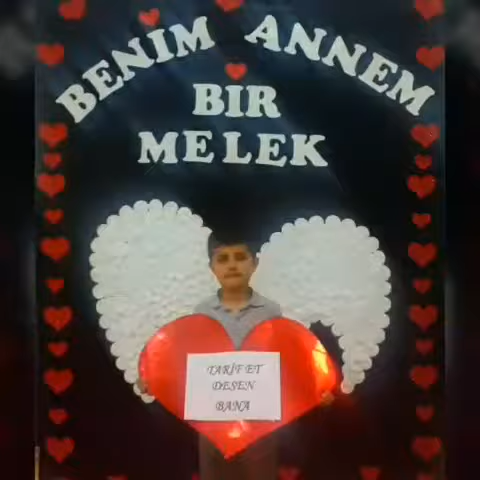 BENIM ANNEM
BIR
MELEK
TARİF ET
DESEN
BANA